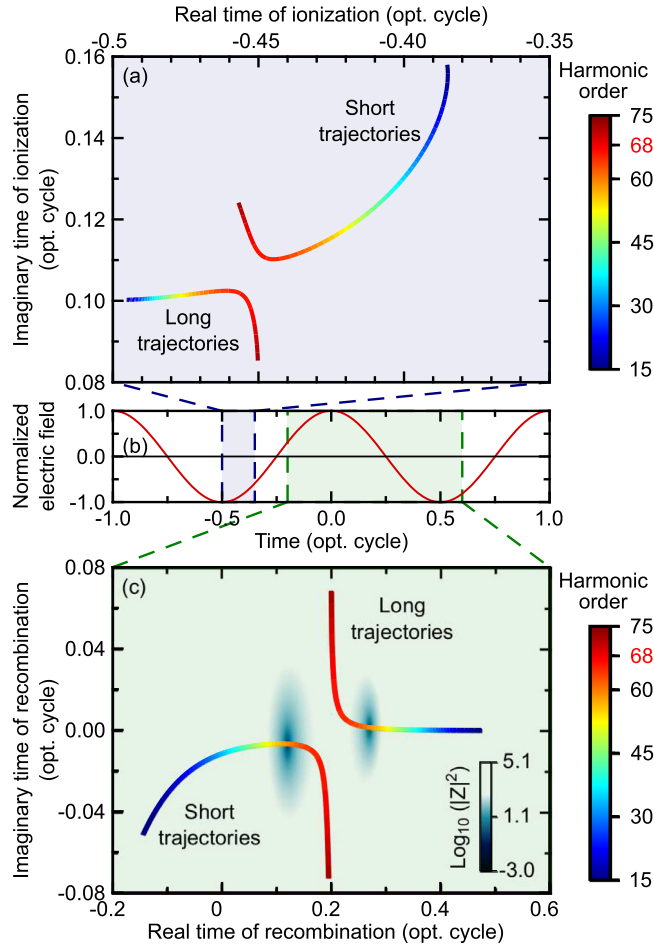 Real time of ionization (opt. cycle)
-0.5 -0.45 -0.4 -0.35
Imaginary time of ionization
(opt. cycle)
0.16
0.14
0.12
0.10
0.08
(a)
Short
trajectories
Long
trajectories
Harmonic
order
75
68
60
45
30
15
Normalized
electric field
1.0
0.0
-1.0
(b)
-1.0 -0.5 0.0 0.5 1.0
Time (opt. cycle)
Imaginary time of recombination
(opt. cycle)
0.08
0.04
0.00
-0.04
-0.08
(c)
Long
trajectories
Short
trajectories
Log10 (|Z|²)
5.1
1.1
-3.0
Harmonic
order
75
68
60
45
30
15
-0.2 0 0.2 0.4 0.6
Real time of recombination (opt. cycle)